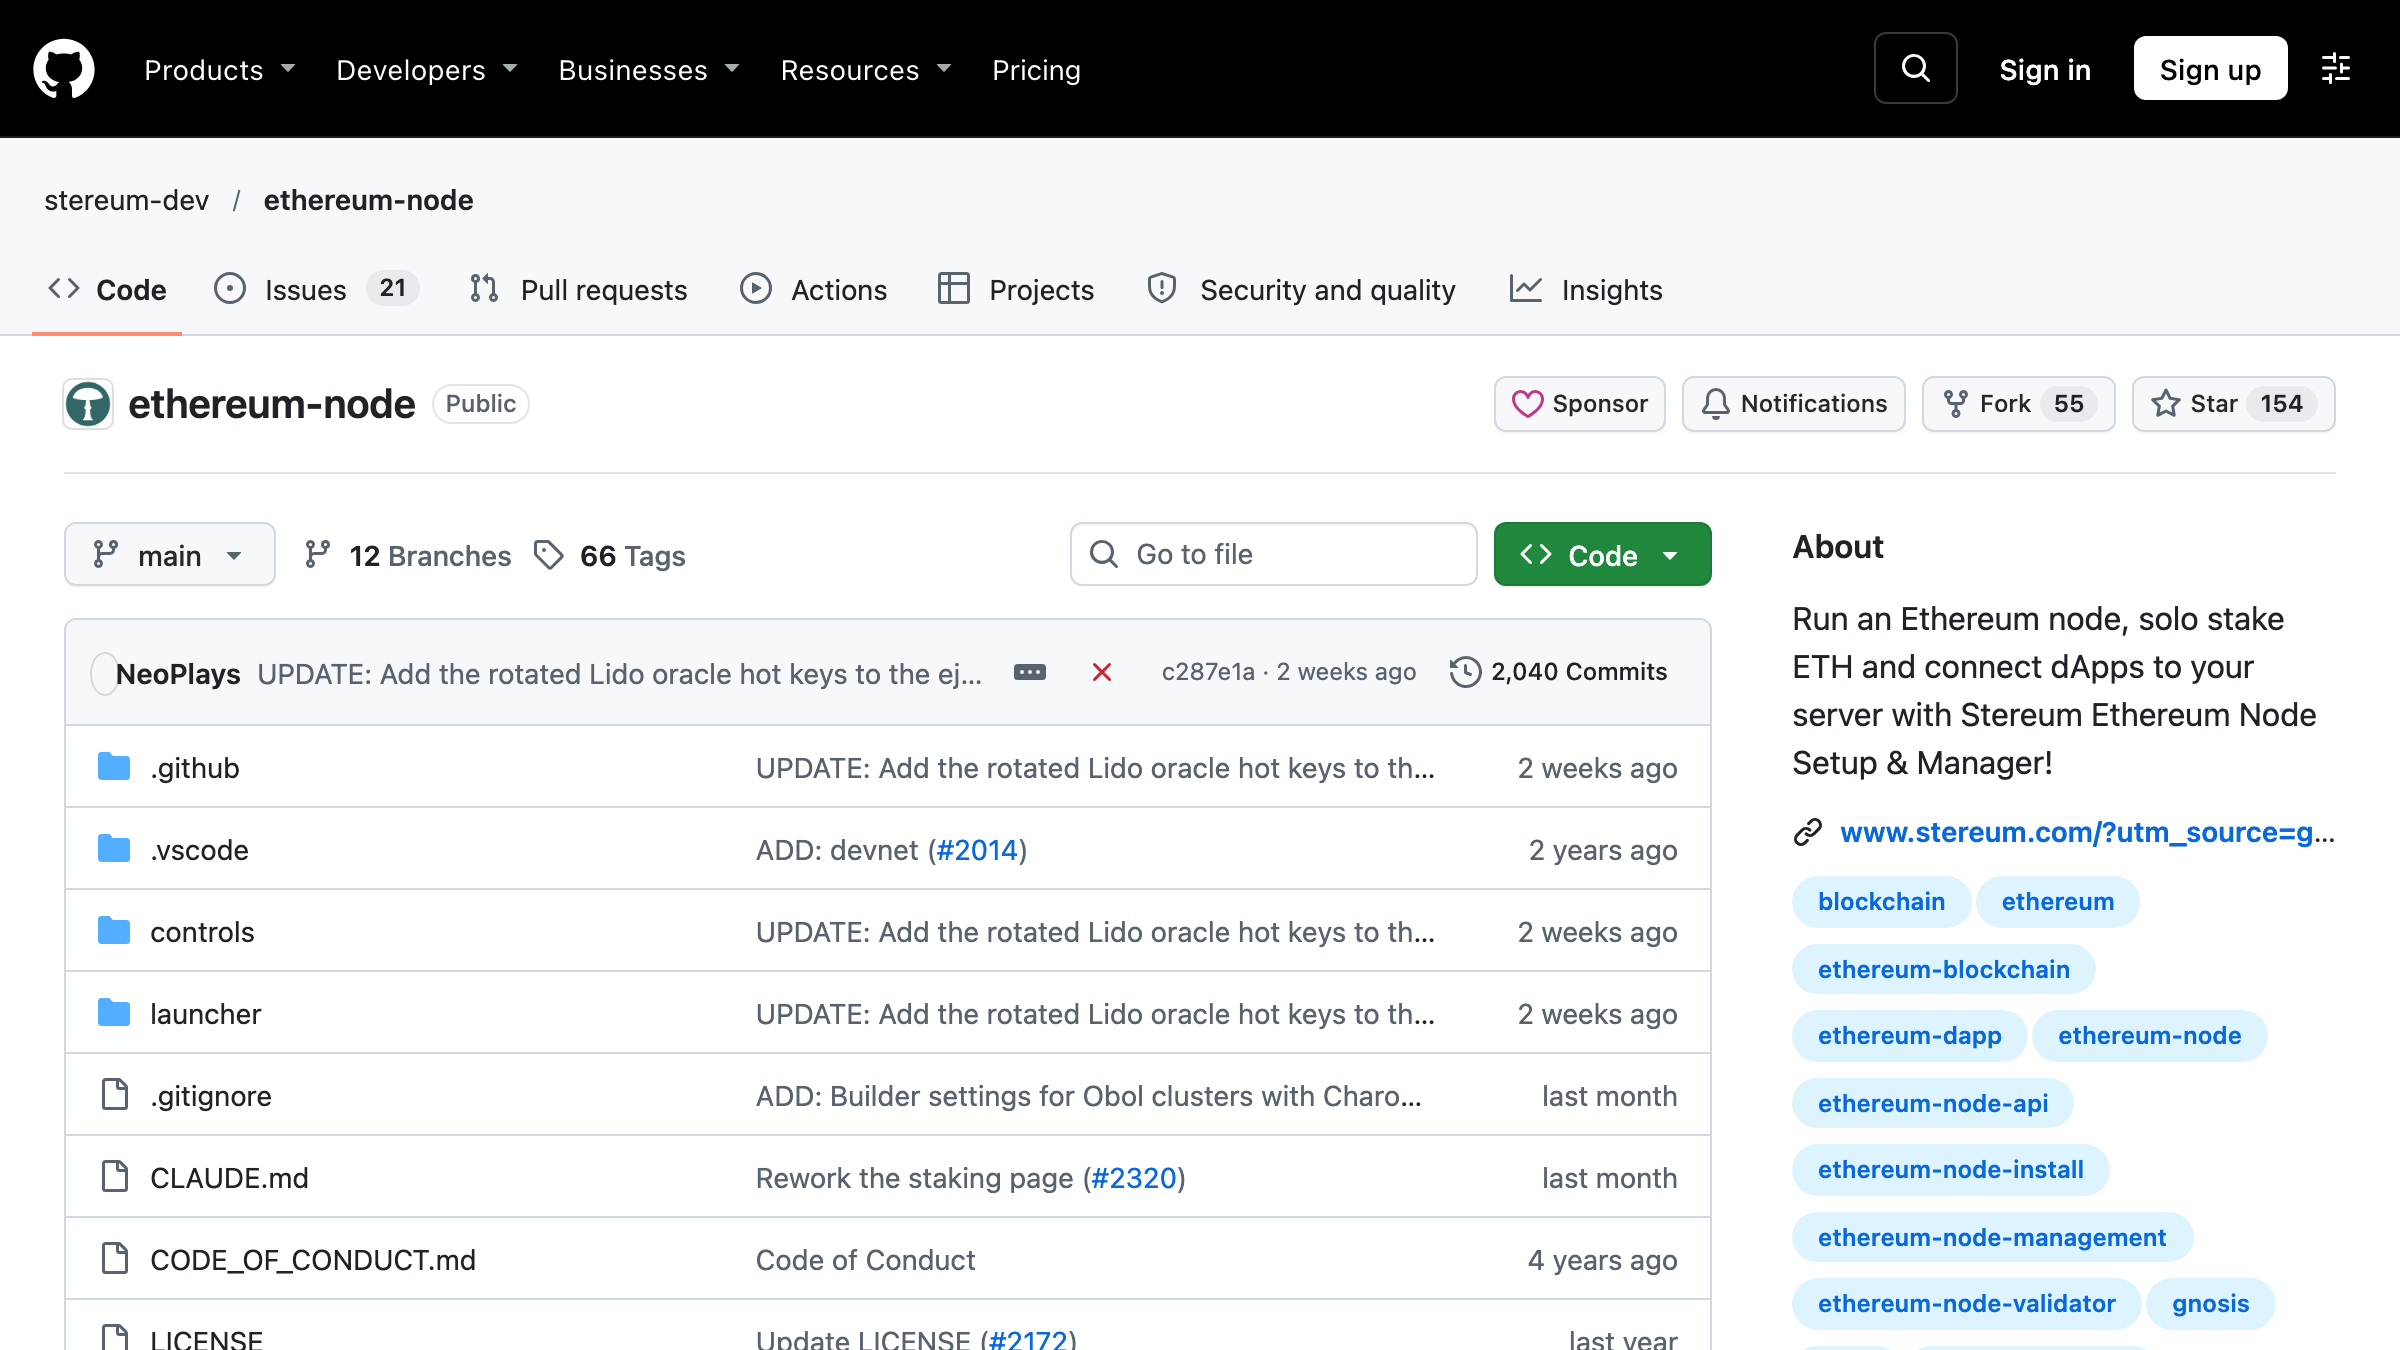 Products Developers Businesses Resources Pricing Sign in Sign up
stereum-dev / ethereum-node
Code Issues 21 Pull requests Actions Projects Security and quality Insights
ethereum-node Public Sponsor Notifications Fork 55 Star 154
main 12 Branches 66 Tags Go to file Code
NeoPlays UPDATE: Add the rotated Lido oracle hot keys to the ej... c287e1a · 2 weeks ago 2,040 Commits
.github UPDATE: Add the rotated Lido oracle hot keys to th... 2 weeks ago
.vscode ADD: devnet (#2014) 2 years ago
controls UPDATE: Add the rotated Lido oracle hot keys to th... 2 weeks ago
launcher UPDATE: Add the rotated Lido oracle hot keys to th... 2 weeks ago
.gitignore ADD: Builder settings for Obol clusters with Charo... last month
CLAUDE.md Rework the staking page (#2320) last month
CODE_OF_CONDUCT.md Code of Conduct 4 years ago
LICENSE Update LICENSE (#2172) last year
About
Run an Ethereum node, solo stake
ETH and connect dApps to your
server with Stereum Ethereum Node
Setup & Manager!
www.stereum.com/?utm_source=g...
blockchain ethereum
ethereum-blockchain
ethereum-dapp ethereum-node
ethereum-node-api
ethereum-node-install
ethereum-node-management
ethereum-node-validator gnosis